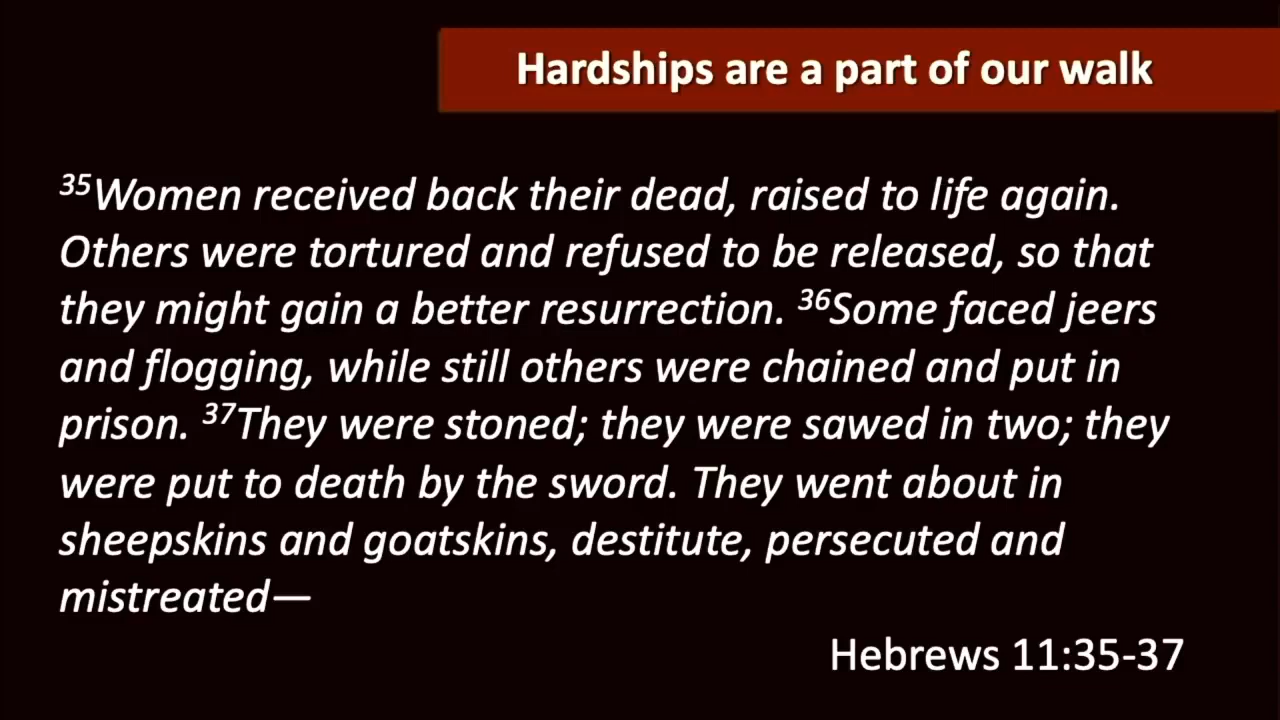 Hardships are a part of our walk
³⁵Women received back their dead, raised to life again.
Others were tortured and refused to be released, so that
they might gain a better resurrection. ³⁶Some faced jeers
and flogging, while still others were chained and put in
prison. ³⁷They were stoned; they were sawed in two; they
were put to death by the sword. They went about in
sheepskins and goatskins, destitute, persecuted and
mistreated—
Hebrews 11:35-37